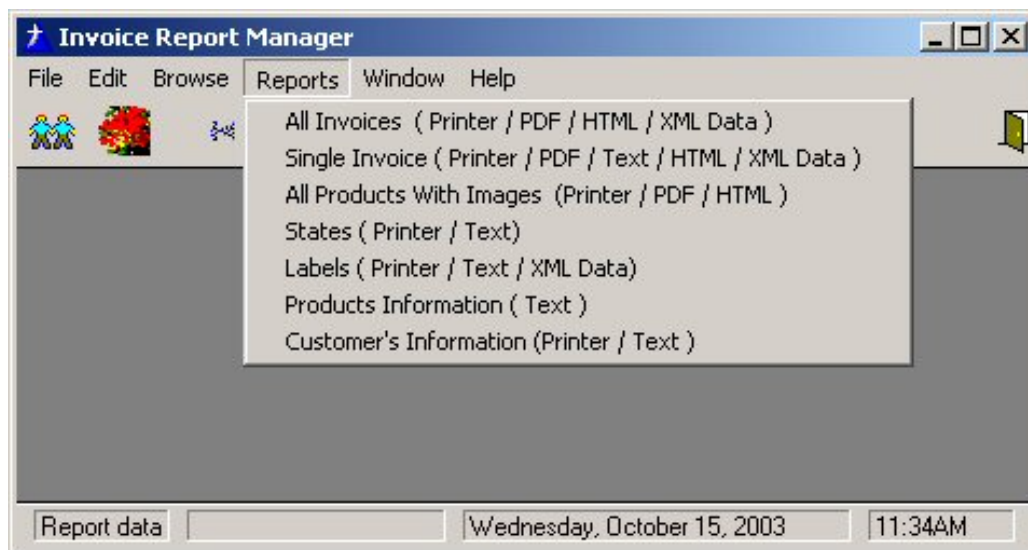 Invoice Report Manager
File Edit Browse Reports Window Help
All Invoices ( Printer / PDF / HTML / XML Data )
Single Invoice ( Printer / PDF / Text / HTML / XML Data )
All Products With Images (Printer / PDF / HTML )
States ( Printer / Text)
Labels ( Printer / Text / XML Data)
Products Information ( Text )
Customer's Information (Printer / Text )
Report data Wednesday, October 15, 2003 11:34AM